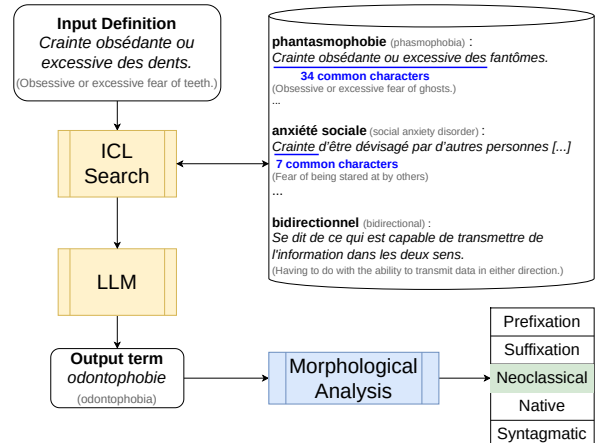 Input Definition
Crainte obsédante ou
excessive des dents.
(Obsessive or excessive fear of teeth.)
ICL
Search
LLM
Output term
odontophobie
(odontophobia)
phantasmophobie (phasmophobia) :
Crainte obsédante ou excessive des fantômes.
34 common characters
(Obsessive or excessive fear of ghosts.)
...
anxiété sociale (social anxiety disorder) :
Crainte d'être dévisagé par d'autres personnes [...]
7 common characters
(Fear of being stared at by others)
...
bidirectionnel (bidirectional) :
Se dit de ce qui est capable de transmettre de
l'information dans les deux sens.
(Having to do with the ability to transmit data in either direction.)
Morphological
Analysis
Prefixation
Suffixation
Neoclassical
Native
Syntagmatic